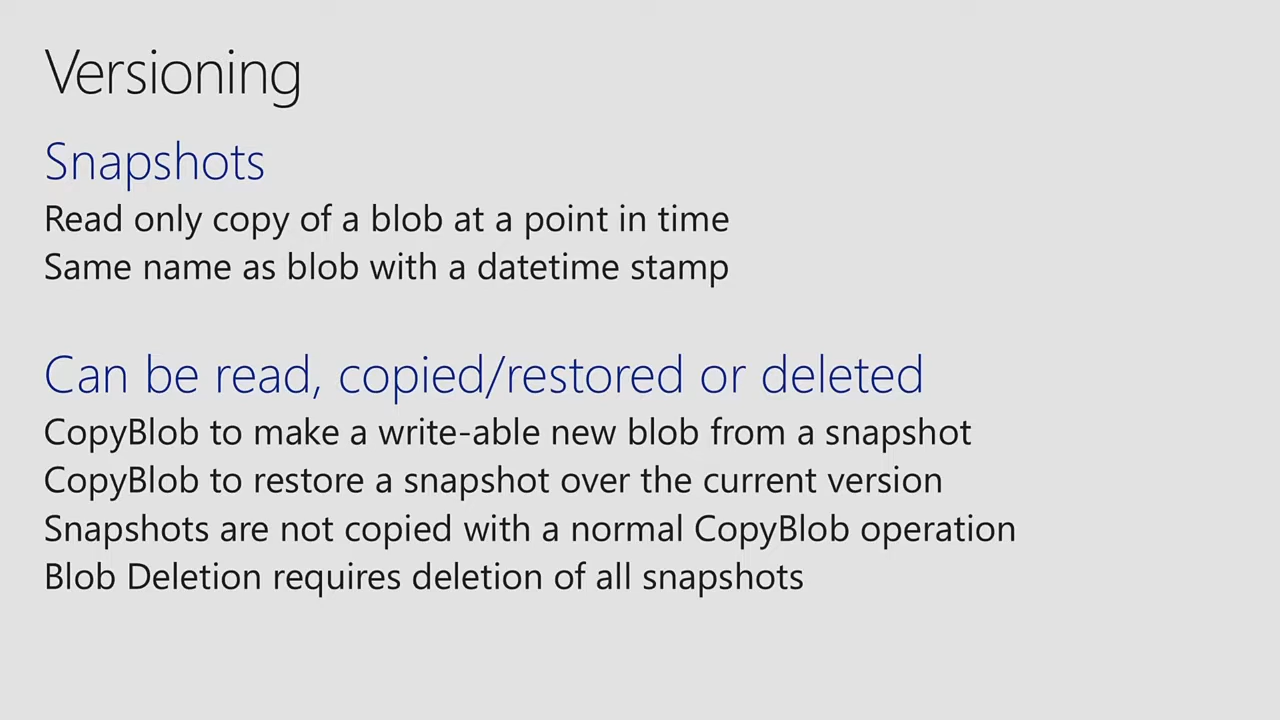 Versioning
Snapshots
Read only copy of a blob at a point in time
Same name as blob with a datetime stamp
Can be read, copied/restored or deleted
CopyBlob to make a write-able new blob from a snapshot
CopyBlob to restore a snapshot over the current version
Snapshots are not copied with a normal CopyBlob operation
Blob Deletion requires deletion of all snapshots